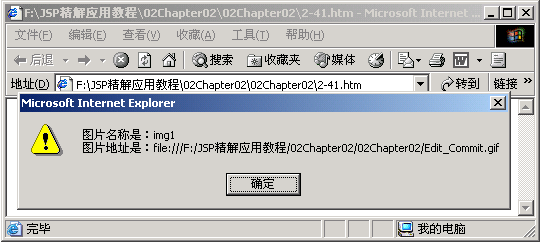 F:\JSP精解应用教程\02Chapter02\02Chapter02\2-41.htm - Microsoft Internet ...
文件(F) 编辑(E) 查看(V) 收藏(A) 工具(T) 帮助(H)
后退 搜索 收藏夹 媒体
地址(D) F:\JSP精解应用教程\02Chapter02\02Chapter02\2-41.htm 转到 链接 »
Microsoft Internet Explorer
图片名称是：img1
图片地址是：file:///F:/JSP精解应用教程/02Chapter02/02Chapter02/Edit_Commit.gif
确定
完毕 我的电脑